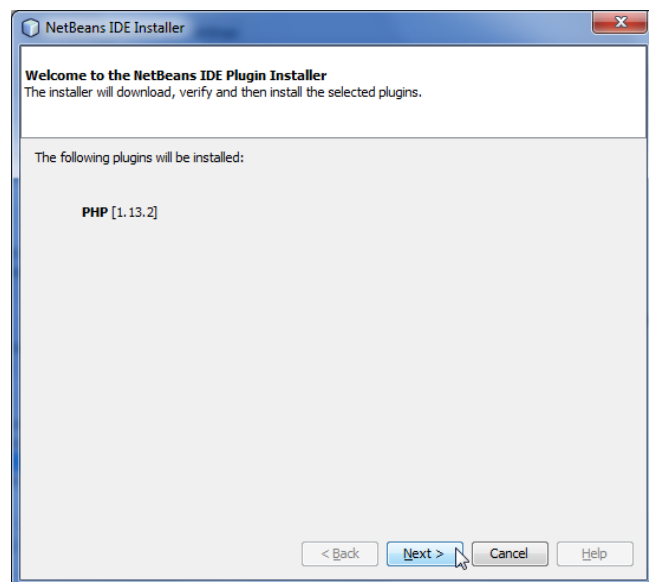 NetBeans IDE Installer
Welcome to the NetBeans IDE Plugin Installer
The installer will download, verify and then install the selected plugins.
The following plugins will be installed:
PHP [1.13.2]
< Back Next > Cancel Help